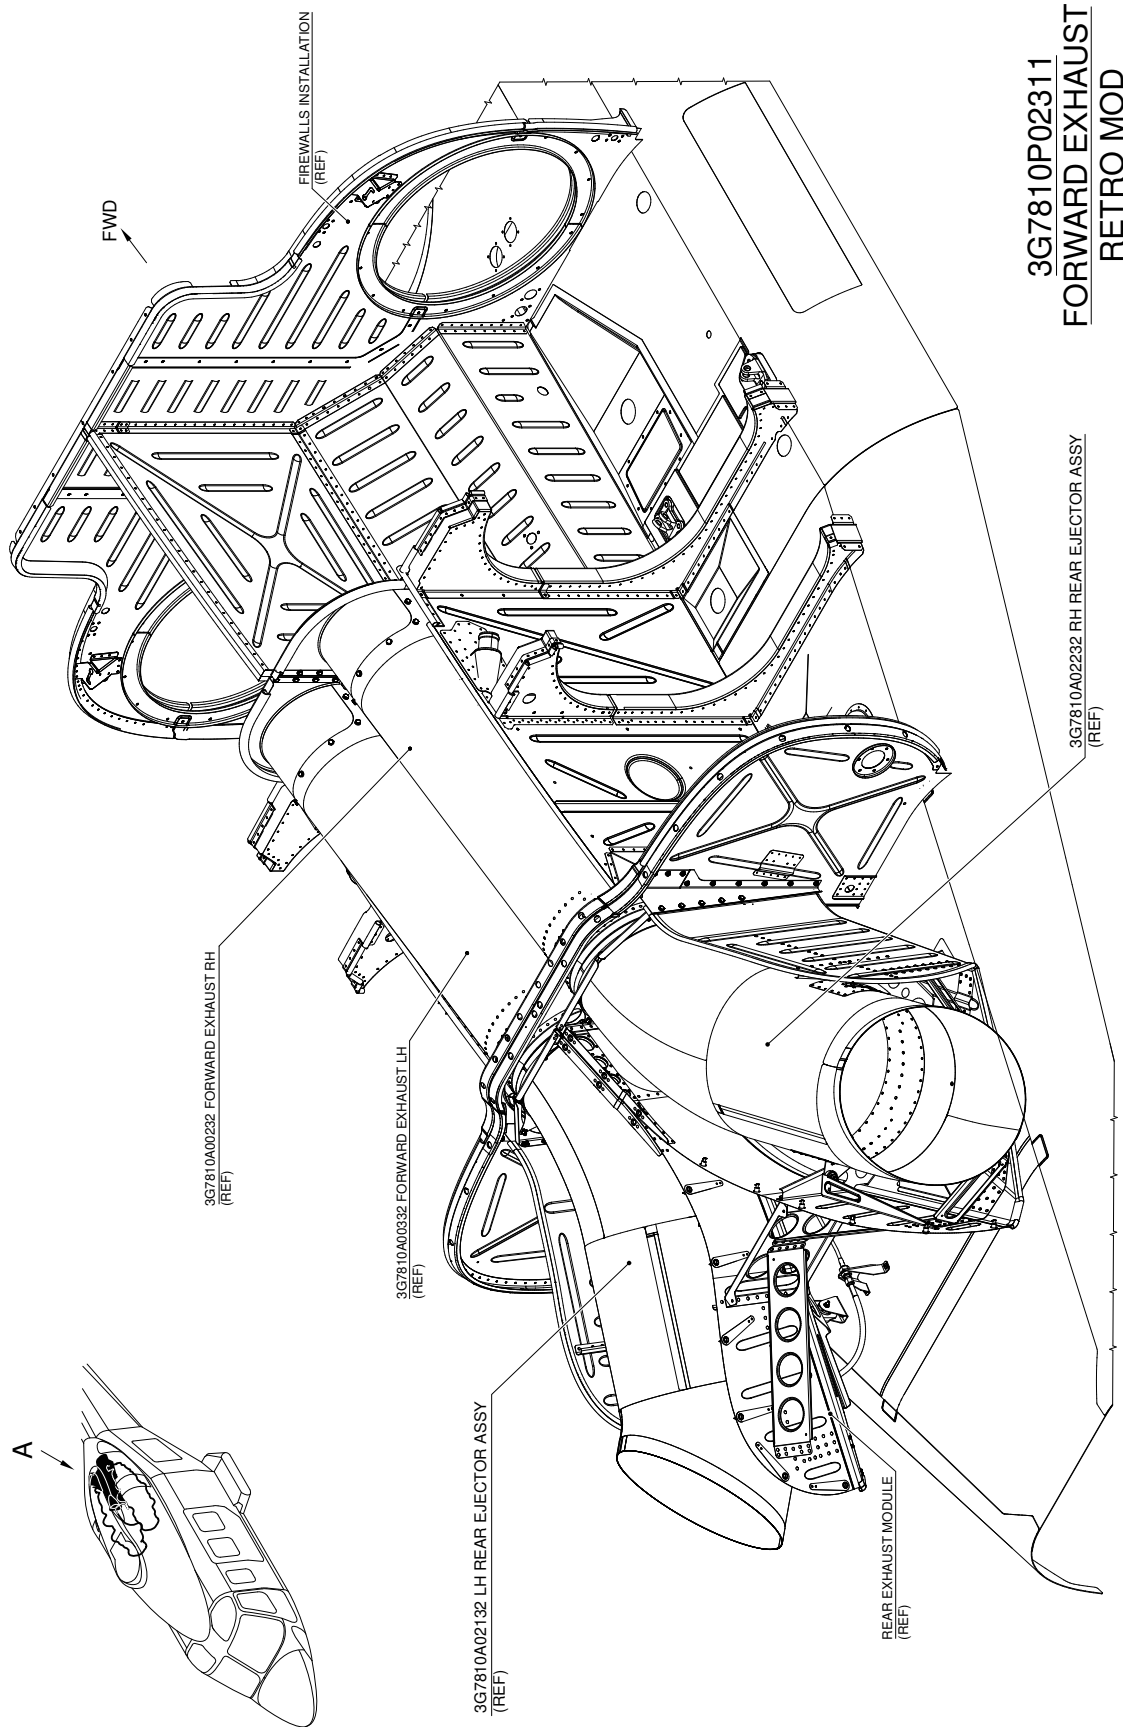 A
FWD
FIREWALLS INSTALLATION
(REF)
3G7810A00232 FORWARD EXHAUST RH
(REF)
3G7810A00332 FORWARD EXHAUST LH
(REF)
3G7810A02132 LH REAR EJECTOR ASSY
(REF)
REAR EXHAUST MODULE
(REF)
3G7810A02232 RH REAR EJECTOR ASSY
(REF)
3G7810P02311
FORWARD EXHAUST
RETRO MOD